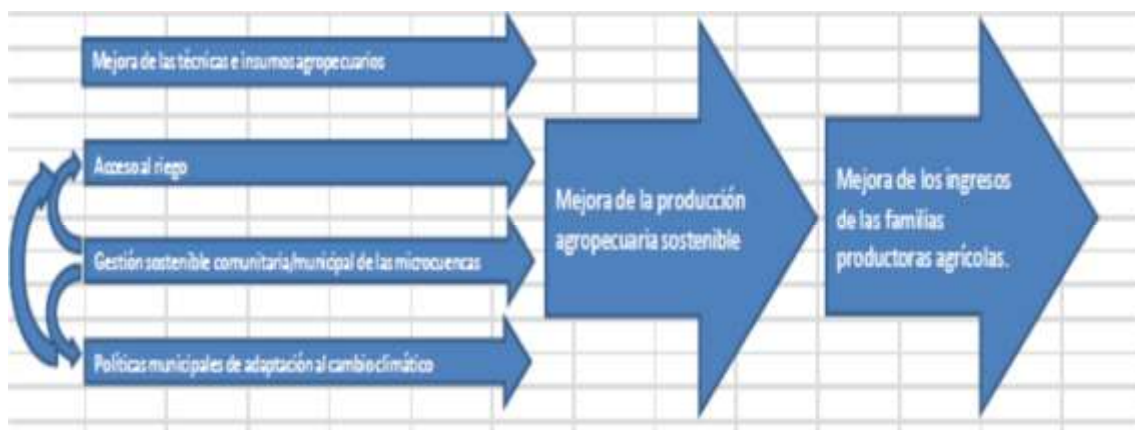 Mejora de las técnicas e insumos agropecuarios
Acceso al riego
Gestión sostenible comunitaria/municipal de las microcuencas
Políticas municipales de adaptación al cambio climático
Mejora de la producción
agropecuaria sostenible
Mejora de los ingresos
de las familias
productoras agrícolas.